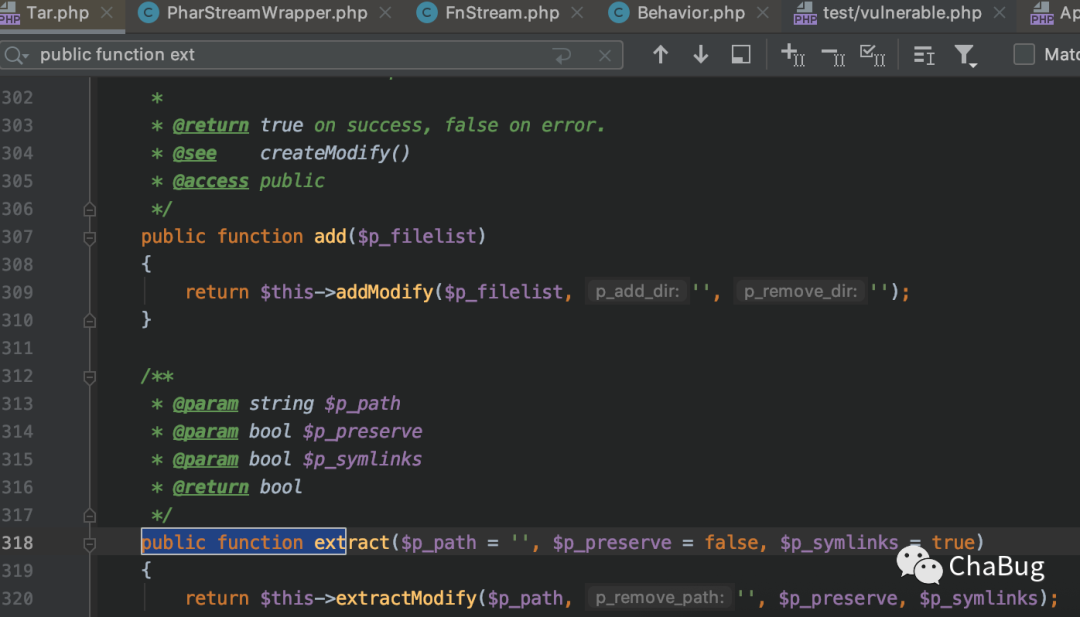 Tar.php PharStreamWrapper.php FnStream.php Behavior.php test/vulnerable.php
public function ext
302 *
303 * @return true on success, false on error.
304 * @see createModify()
305 * @access public
306 */
307 public function add($p_filelist)
308 {
309 return $this->addModify($p_filelist, p_add_dir: '', p_remove_dir: '');
310 }
311
312 /**
313 * @param string $p_path
314 * @param bool $p_preserve
315 * @param bool $p_symlinks
316 * @return bool
317 */
318 public function extract($p_path = '', $p_preserve = false, $p_symlinks = true)
319 {
320 return $this->extractModify($p_path, p_remove_path: '', $p_preserve, $p_symlinks);
ChaBug